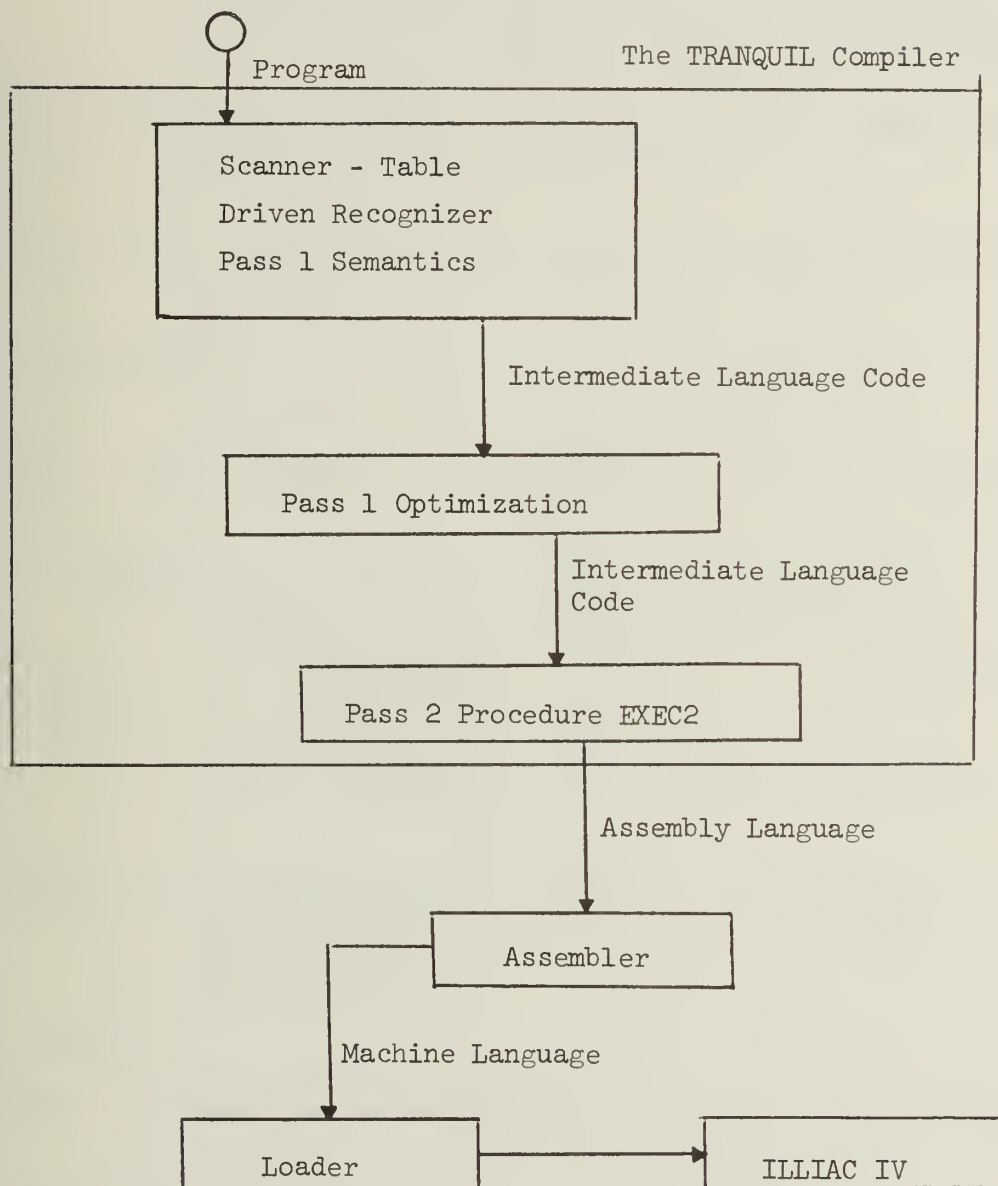 The TRANQUIL Compiler
Program
Scanner - Table
Driven Recognizer
Pass 1 Semantics
Intermediate Language Code
Pass 1 Optimization
Intermediate Language
Code
Pass 2 Procedure EXEC2
Assembly Language
Assembler
Machine Language
Loader
ILLIAC IV